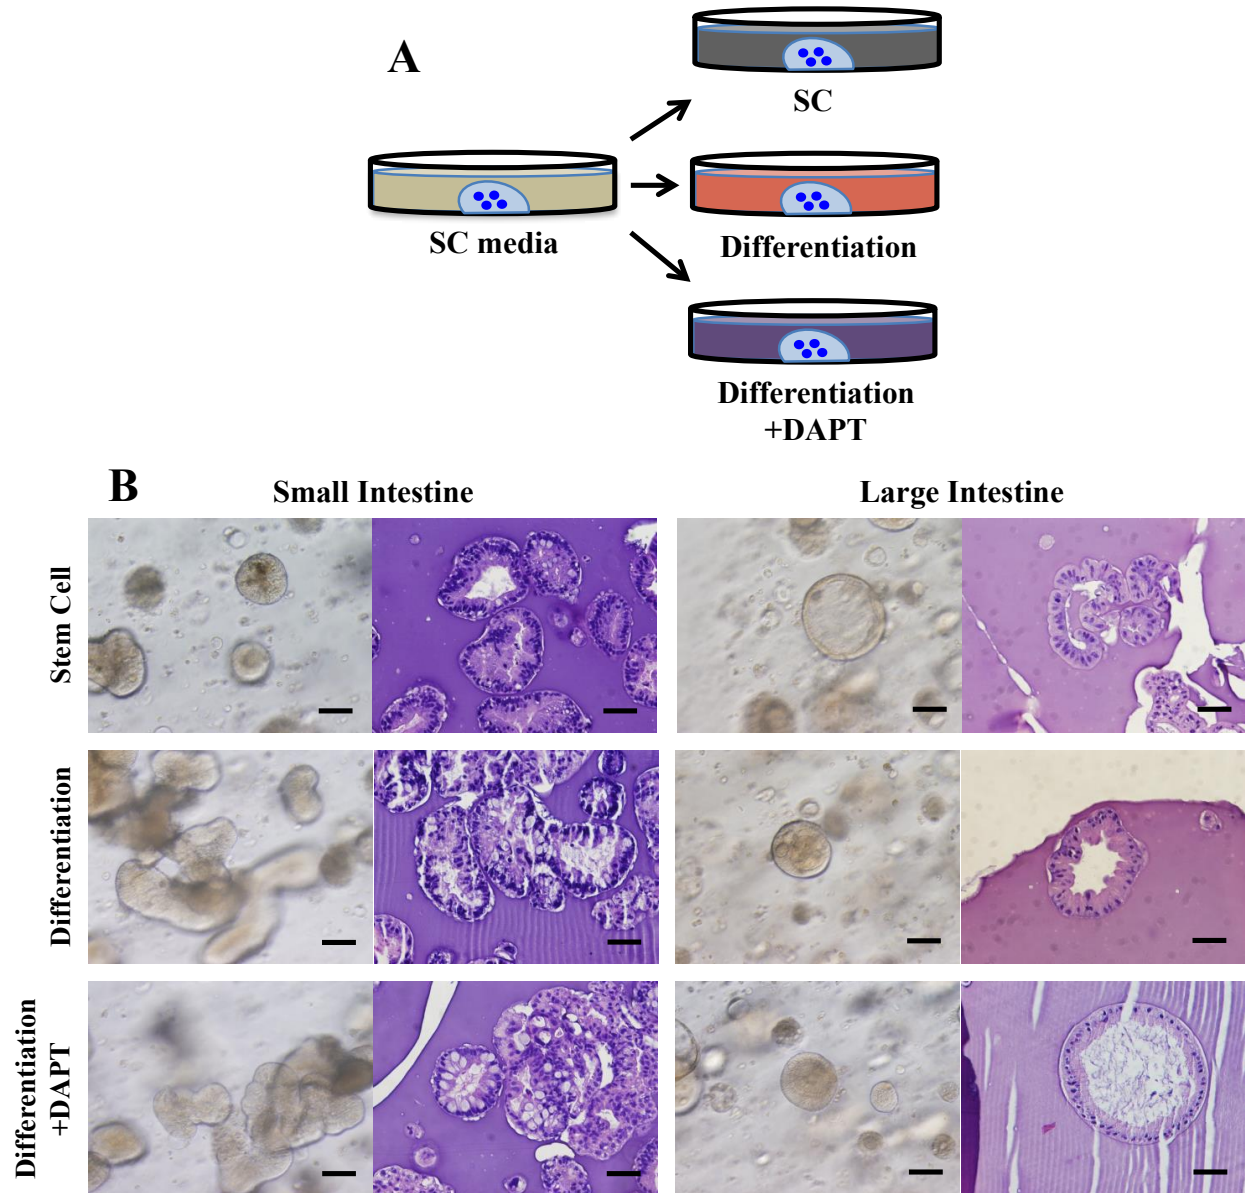 A
SC
SC media
Differentiation
Differentiation
+DAPT
B
Small Intestine
Large Intestine
Stem Cell
Differentiation
Differentiation
+DAPT